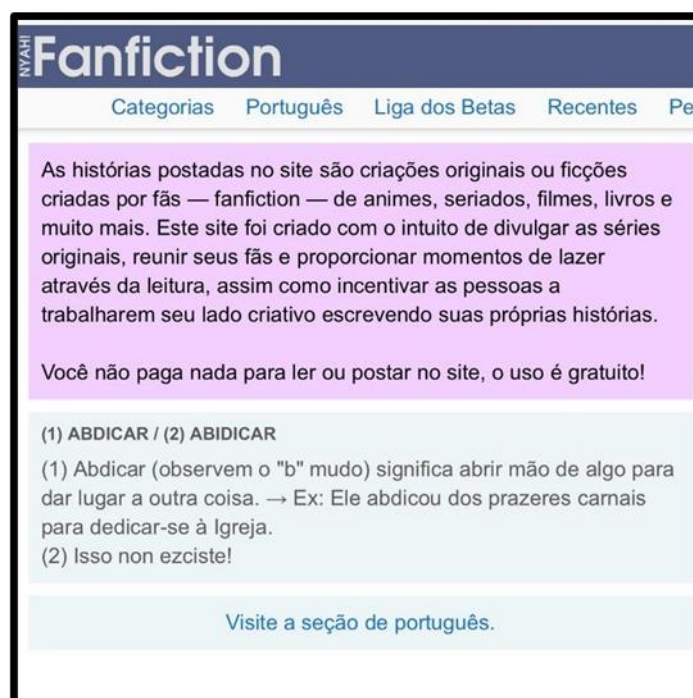 NYAH!
Fanfiction
Categorias Português Liga dos Betas Recentes Pe
As histórias postadas no site são criações originais ou ficções
criadas por fãs — fanfiction — de animes, seriados, filmes, livros e
muito mais. Este site foi criado com o intuito de divulgar as séries
originais, reunir seus fãs e proporcionar momentos de lazer
através da leitura, assim como incentivar as pessoas a
trabalharem seu lado criativo escrevendo suas próprias histórias.
Você não paga nada para ler ou postar no site, o uso é gratuito!
(1) ABDICAR / (2) ABIDICAR
(1) Abdicar (observem o "b" mudo) significa abrir mão de algo para
dar lugar a outra coisa. → Ex: Ele abdicou dos prazeres carnais
para dedicar-se à Igreja.
(2) Isso non ezciste!
Visite a seção de português.